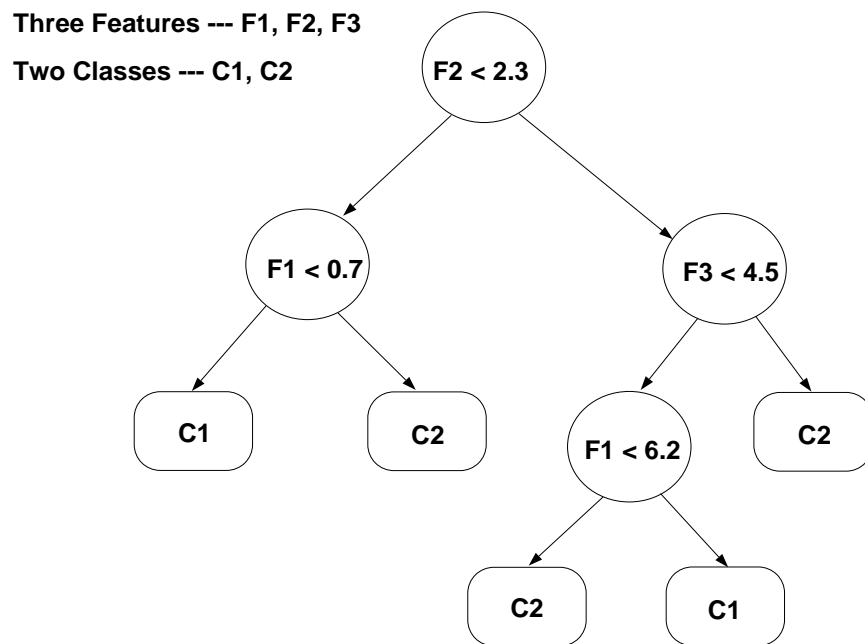 Three Features --- F1, F2, F3
Two Classes --- C1, C2
F2 < 2.3
F1 < 0.7
F3 < 4.5
C1
C2
F1 < 6.2
C2
C2
C1